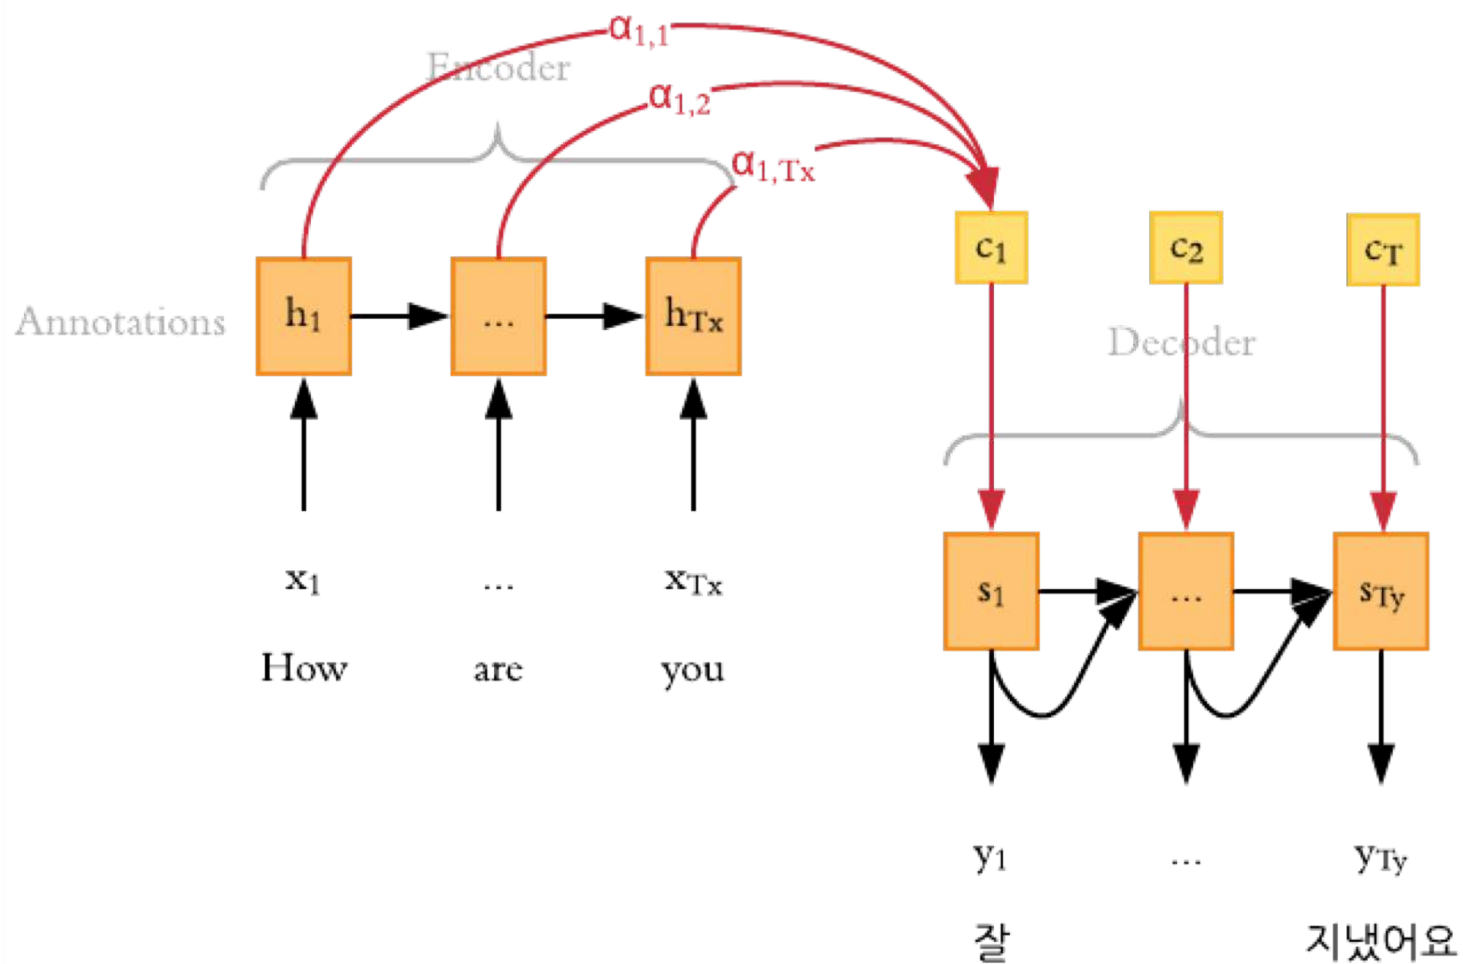 α1,1
Encoder
α1,2
α1,Tx
c1 c2 cT
Annotations h1 ... hTx
Decoder
x1 ... xTx
s1 ... sTy
How are you
y1 ... yTy
잘 지냈어요